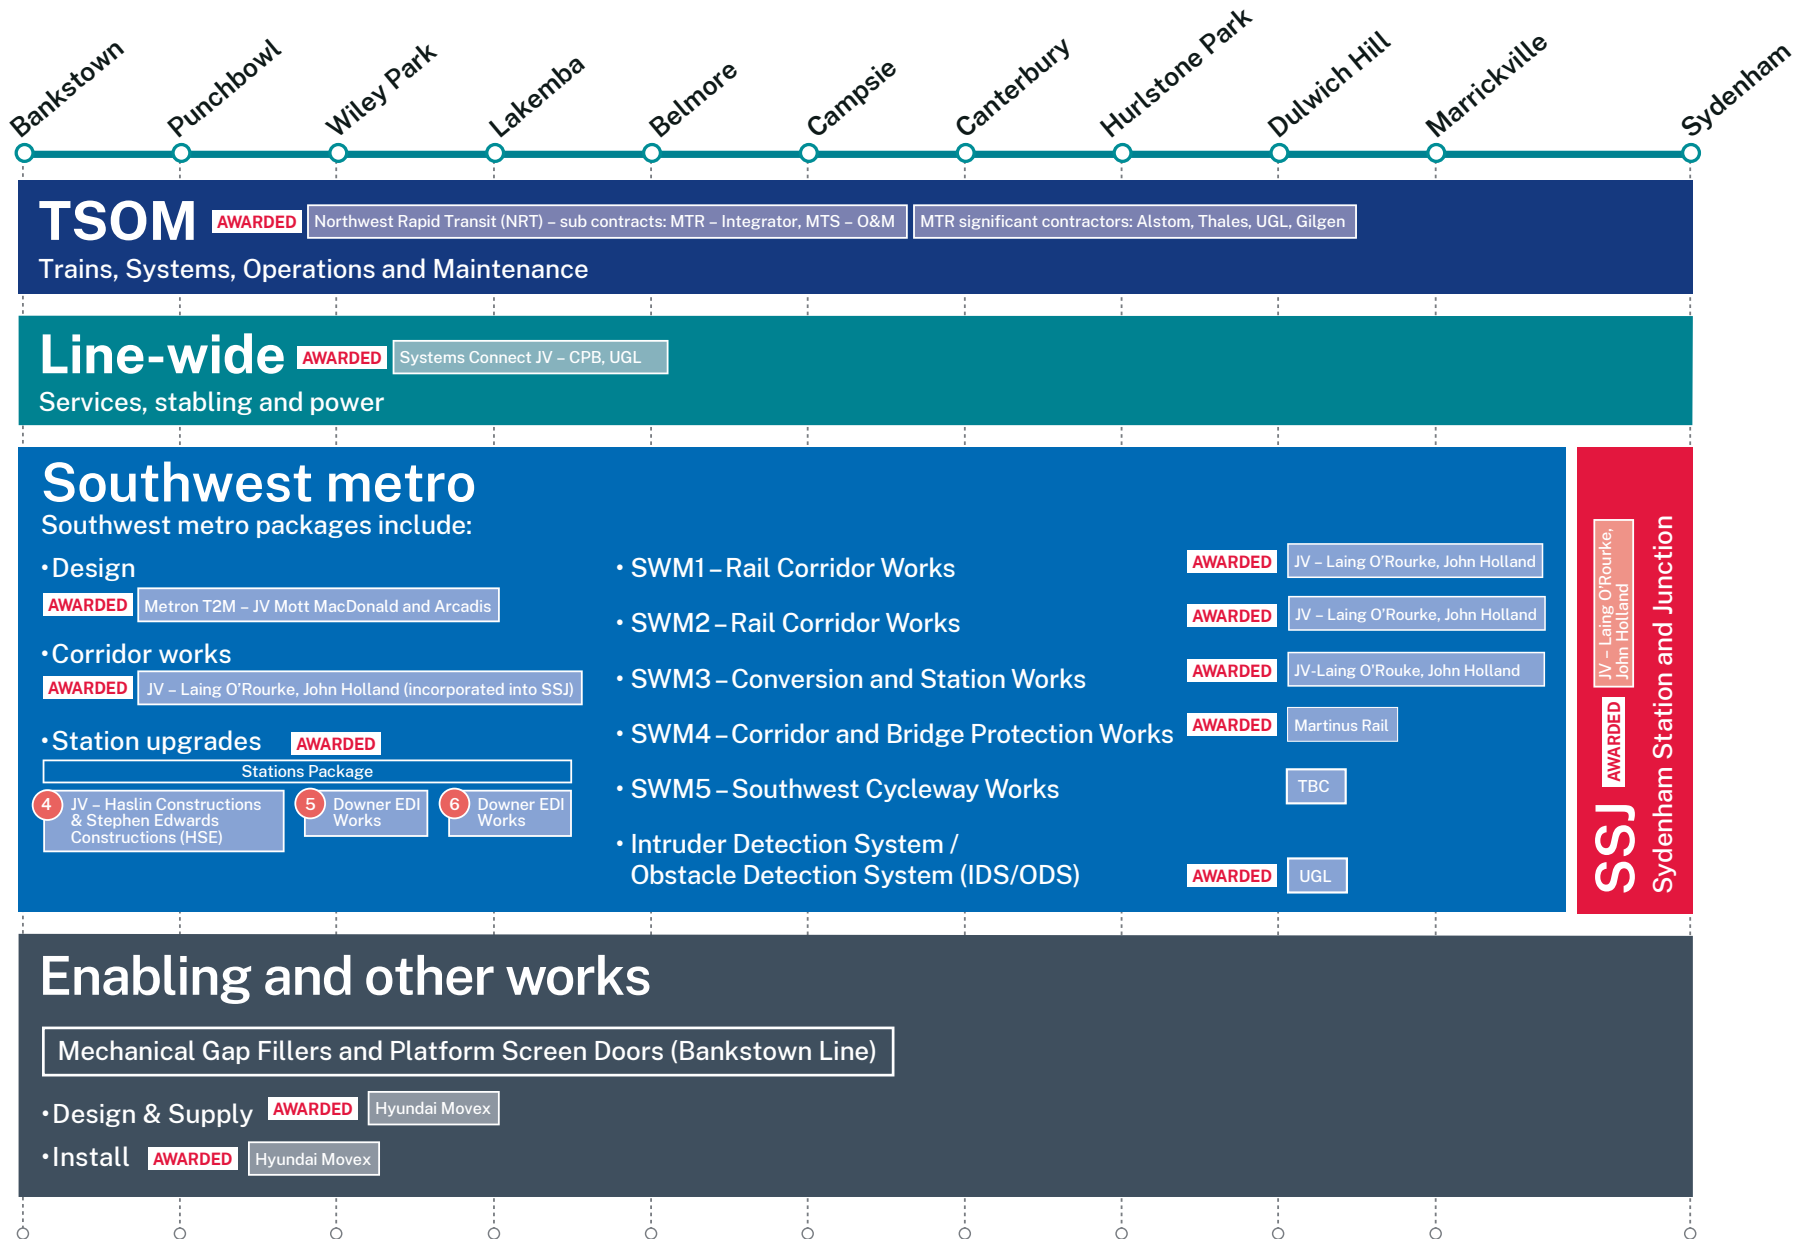 Bankstown
Punchbowl
Wiley Park
Lakemba
Belmore
Campsie
Canterbury
Hurlstone Park
Dulwich Hill
Marrickville
Sydenham
TSOM AWARDED Northwest Rapid Transit (NRT) – sub contracts: MTR – Integrator, MTS – O&M MTR significant contractors: Alstom, Thales, UGL, Gilgen
Trains, Systems, Operations and Maintenance
Line-wide AWARDED Systems Connect JV – CPB, UGL
Services, stabling and power
Southwest metro
Southwest metro packages include:
• Design
AWARDED Metron T2M – JV Mott MacDonald and Arcadis
• Corridor works
AWARDED JV – Laing O'Rourke, John Holland (incorporated into SSJ)
• Station upgrades AWARDED
Stations Package
4 JV – Haslin Constructions
& Stephen Edwards
Constructions (HSE)
5 Downer EDI
Works
6 Downer EDI
Works
• SWM1 – Rail Corridor Works AWARDED JV – Laing O'Rourke, John Holland
• SWM2 – Rail Corridor Works AWARDED JV – Laing O'Rourke, John Holland
• SWM3 – Conversion and Station Works AWARDED JV-Laing O'Rouke, John Holland
• SWM4 – Corridor and Bridge Protection Works AWARDED Martinus Rail
• SWM5 – Southwest Cycleway Works TBC
• Intruder Detection System /
Obstacle Detection System (IDS/ODS) AWARDED UGL
SSJ AWARDED JV – Laing O'Rourke,
John Holland
Sydenham Station and Junction
Enabling and other works
Mechanical Gap Fillers and Platform Screen Doors (Bankstown Line)
• Design & Supply AWARDED Hyundai Movex
• Install AWARDED Hyundai Movex